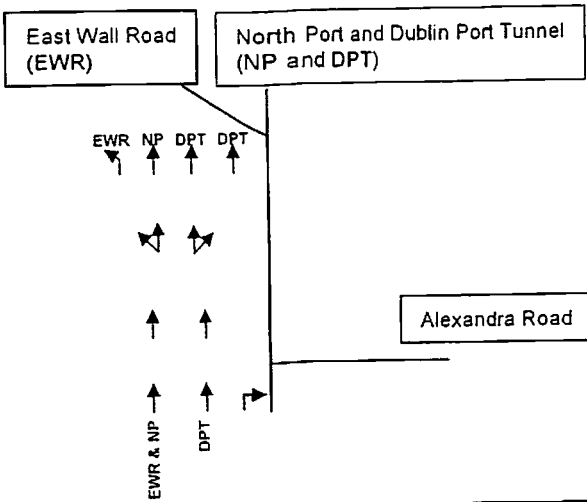 East Wall Road
(EWR)
North Port and Dublin Port Tunnel
(NP and DPT)
EWR NP DPT DPT
Alexandra Road
EWR & NP
DPT